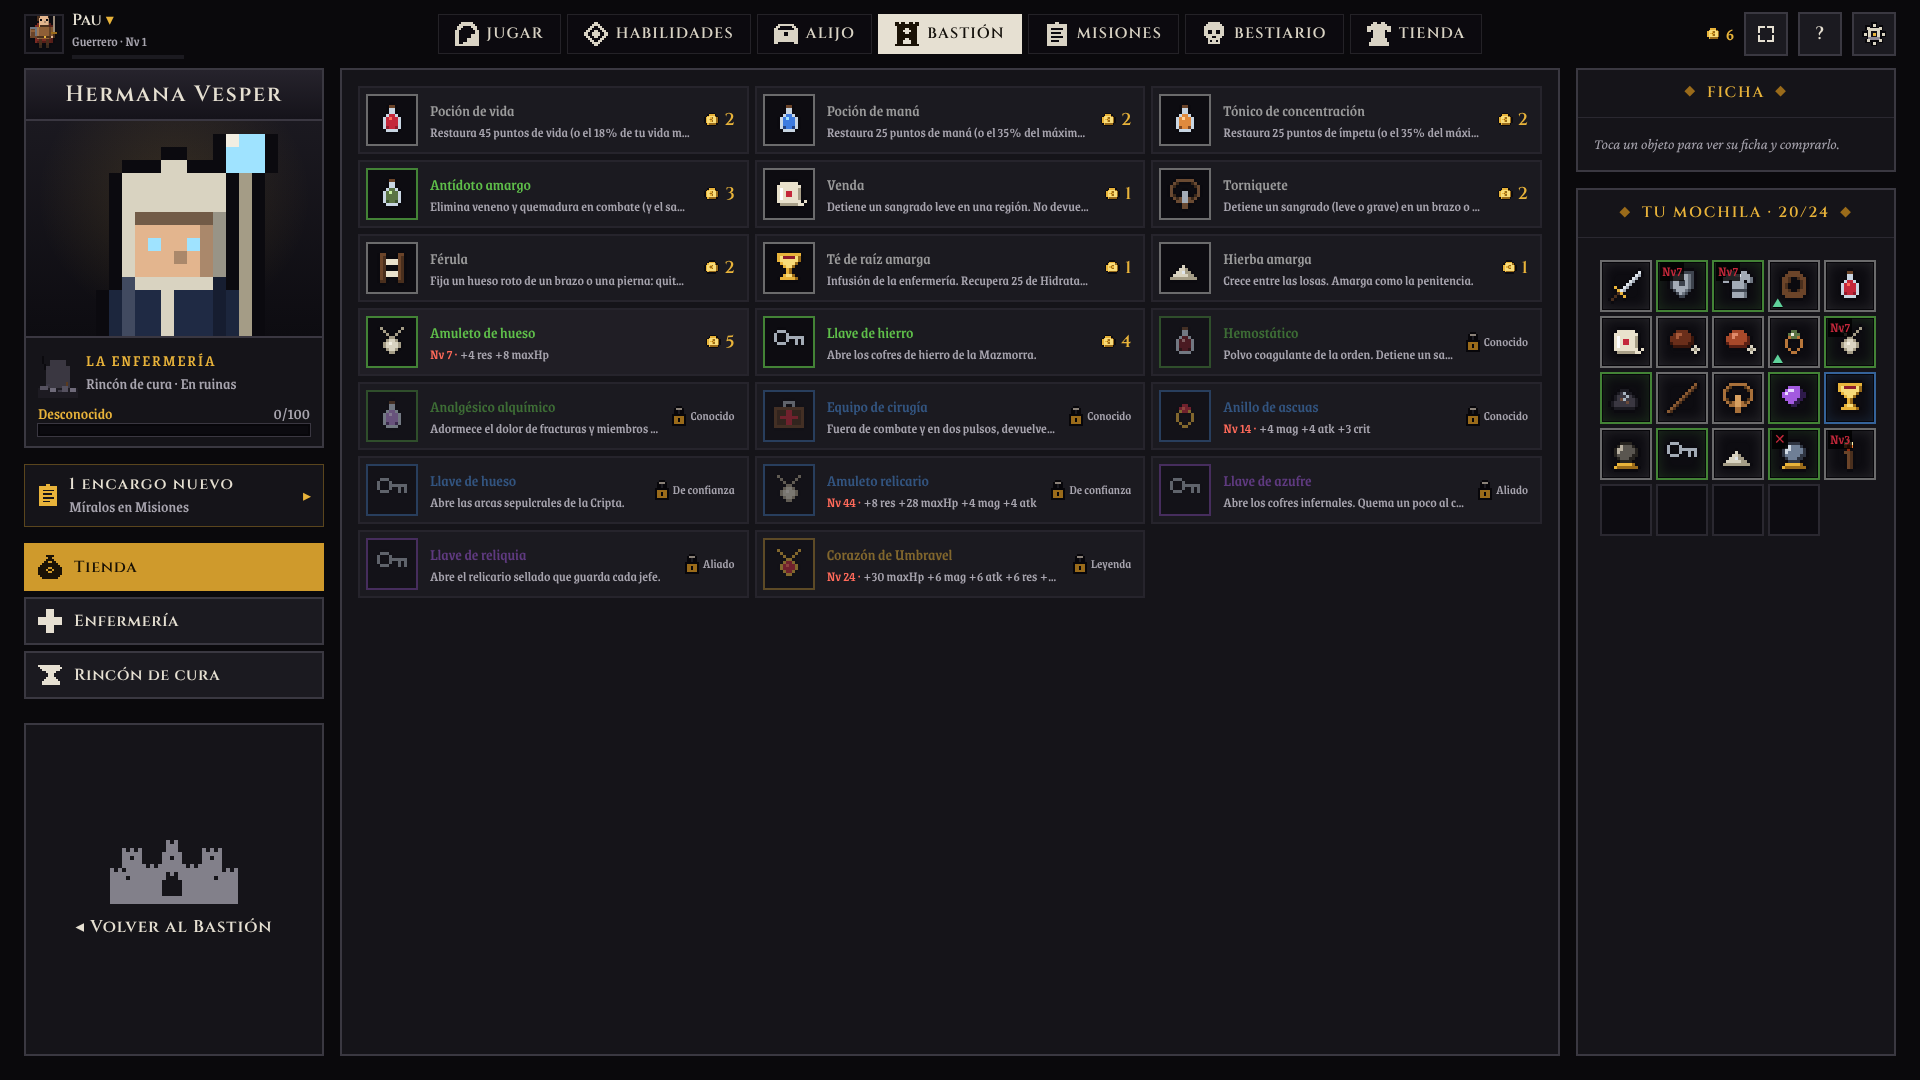 Pau ▾
Guerrero · Nv 1
JUGAR
HABILIDADES
ALIJO
BASTIÓN
MISIONES
BESTIARIO
TIENDA
6
?
Hermana Vesper
LA ENFERMERÍA
Rincón de cura · En ruinas
Desconocido 0/100
1 encargo nuevo
Míralos en Misiones
Tienda
Enfermería
Rincón de cura
◂ Volver al Bastión
Poción de vida
Restaura 45 puntos de vida (o el 18% de tu vida m...
2
Poción de maná
Restaura 25 puntos de maná (o el 35% del máxim...
2
Tónico de concentración
Restaura 25 puntos de ímpetu (o el 35% del máxi...
2
Antídoto amargo
Elimina veneno y quemadura en combate (y el sa...
3
Venda
Detiene un sangrado leve en una región. No devue...
1
Torniquete
Detiene un sangrado (leve o grave) en un brazo o ...
2
Férula
Fija un hueso roto de un brazo o una pierna: quit...
2
Té de raíz amarga
Infusión de la enfermería. Recupera 25 de Hidrata...
1
Hierba amarga
Crece entre las losas. Amarga como la penitencia.
1
Amuleto de hueso
Nv 7 · +4 res +8 maxHp
5
Llave de hierro
Abre los cofres de hierro de la Mazmorra.
4
Hemostático
Polvo coagulante de la orden. Detiene un sa...
Conocido
Analgésico alquímico
Adormece el dolor de fracturas y miembros ...
Conocido
Equipo de cirugía
Fuera de combate y en dos pulsos, devuelve...
Conocido
Anillo de ascuas
Nv 14 · +4 mag +4 atk +3 crit
Conocido
Llave de hueso
Abre las arcas sepulcrales de la Cripta.
De confianza
Amuleto relicario
Nv 44 · +8 res +28 maxHp +4 mag +4 atk
De confianza
Llave de azufre
Abre los cofres infernales. Quema un poco al c...
Aliado
Llave de reliquia
Abre el relicario sellado que guarda cada jefe.
Aliado
Corazón de Umbravel
Nv 24 · +30 maxHp +6 mag +6 atk +6 res +...
Leyenda
◆ FICHA ◆
Toca un objeto para ver su ficha y comprarlo.
◆ TU MOCHILA · 20/24 ◆
Nv7
Nv7
Nv7
Nv3